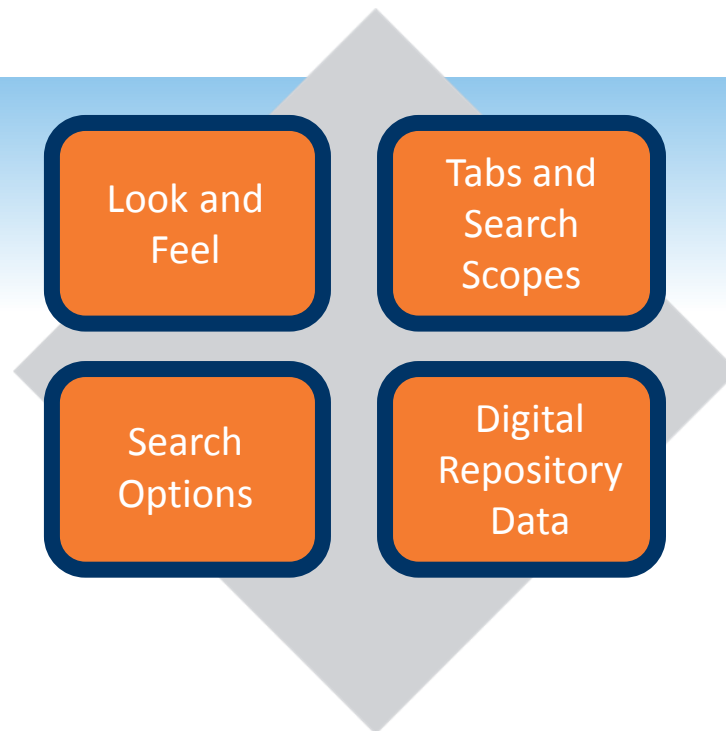 Look and
Feel
Tabs and
Search
Scopes
Search
Options
Digital
Repository
Data